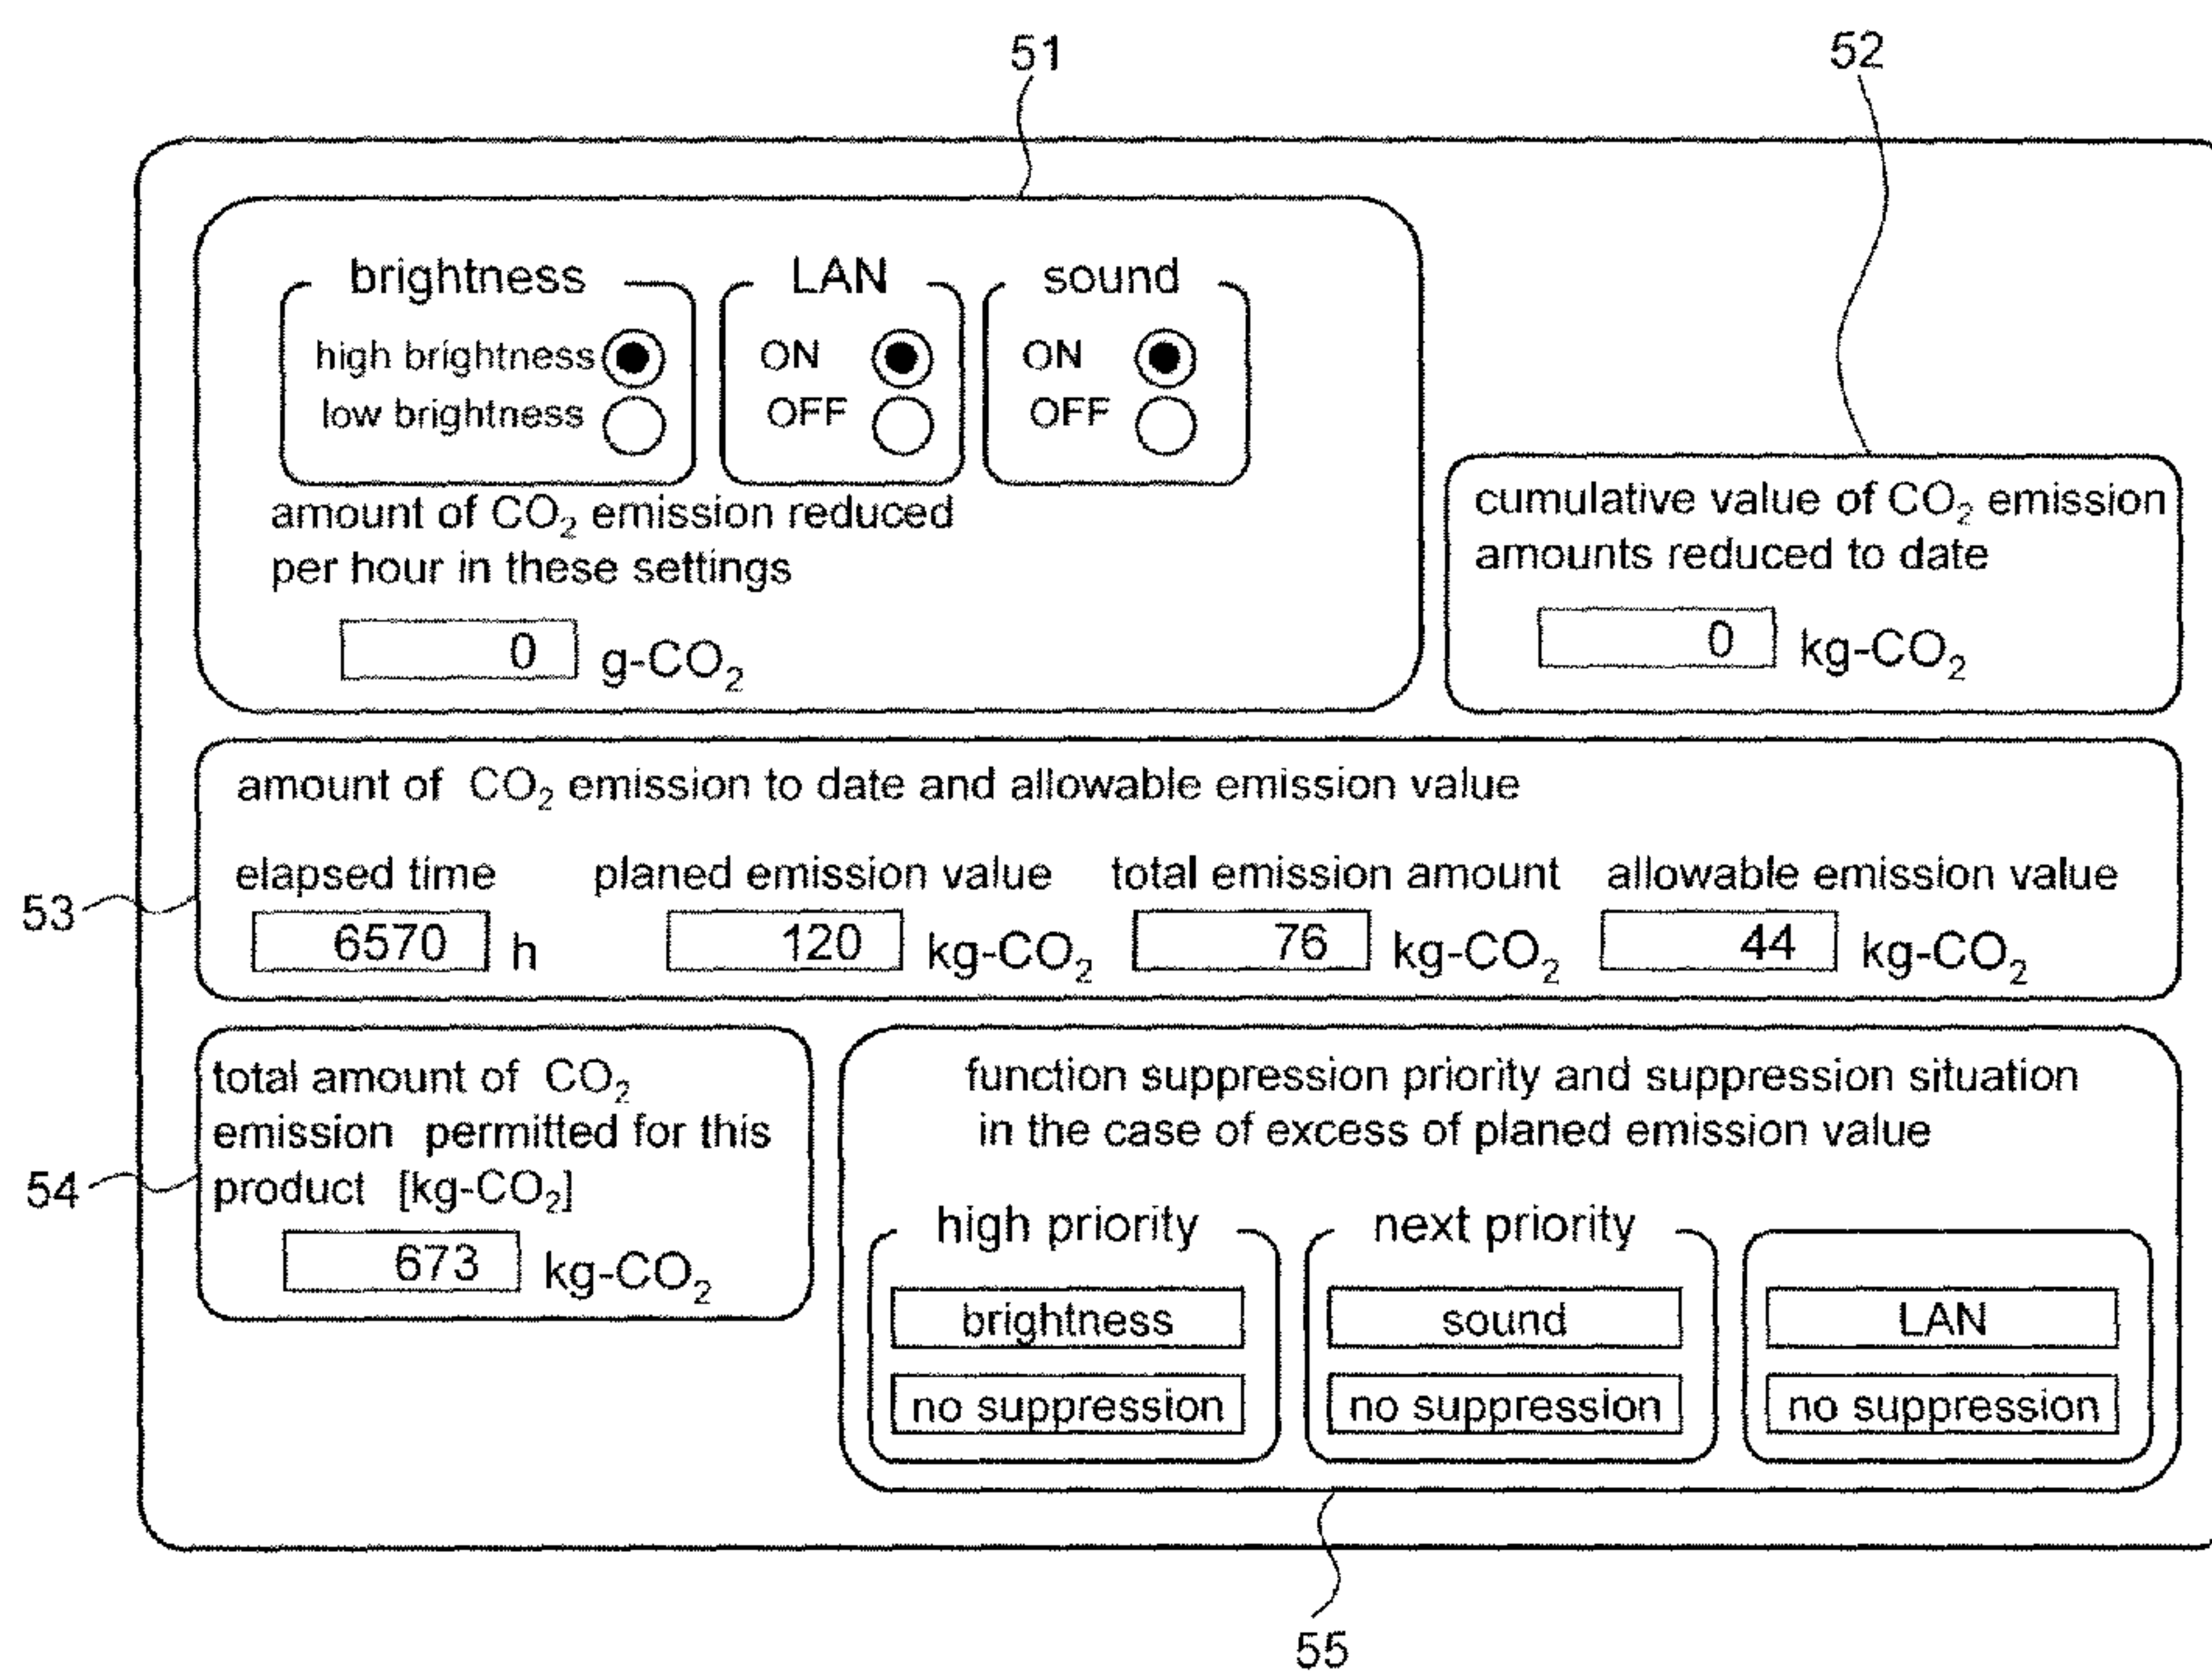 51
52
brightness
LAN
sound
high brightness
ON
ON
low brightness
OFF
OFF
amount of CO₂ emission reduced
per hour in these settings
0 g-CO₂
cumulative value of CO₂ emission
amounts reduced to date
0 kg-CO₂
53
amount of CO₂ emission to date and allowable emission value
elapsed time
planed emission value
total emission amount
allowable emission value
6570 h
120 kg-CO₂
76 kg-CO₂
44 kg-CO₂
54
total amount of CO₂
emission permitted for this
product [kg-CO₂]
673 kg-CO₂
function suppression priority and suppression situation
in the case of excess of planed emission value
high priority
next priority
brightness
sound
LAN
no suppression
no suppression
no suppression
55